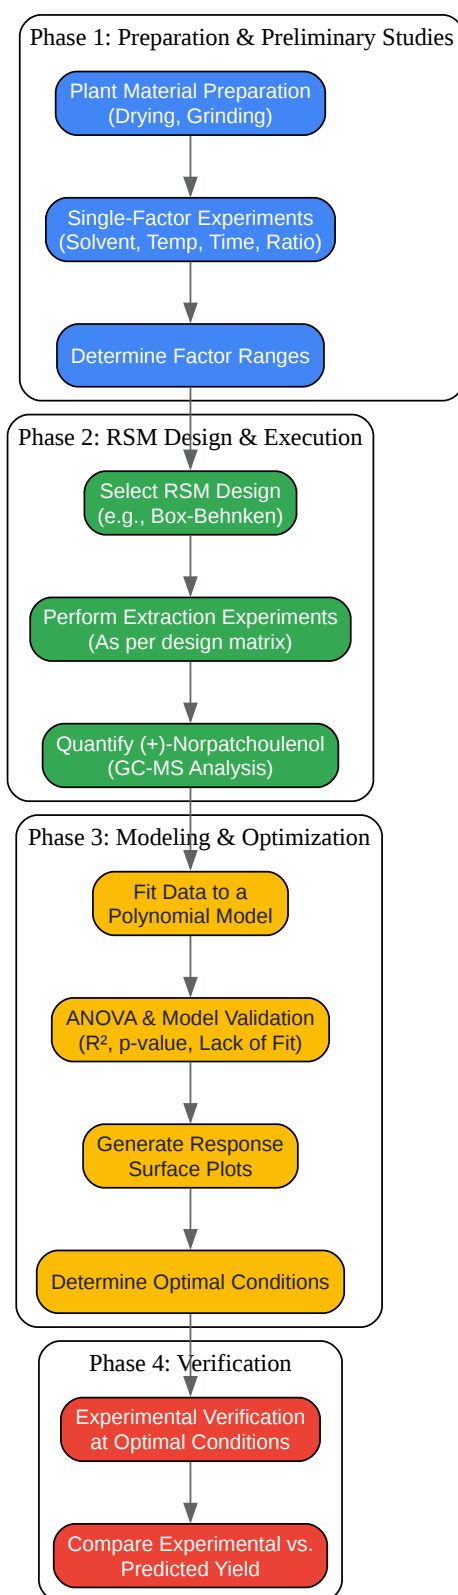 Phase 1: Preparation & Preliminary Studies
Plant Material Preparation
(Drying, Grinding)
Single-Factor Experiments
(Solvent, Temp, Time, Ratio)
Determine Factor Ranges
Phase 2: RSM Design & Execution
Select RSM Design
(e.g., Box-Behnken)
Perform Extraction Experiments
(As per design matrix)
Quantify (+)-Norpatchoulenol
(GC-MS Analysis)
Phase 3: Modeling & Optimization
Fit Data to a
Polynomial Model
ANOVA & Model Validation
(R², p-value, Lack of Fit)
Generate Response
Surface Plots
Determine Optimal Conditions
Phase 4: Verification
Experimental Verification
at Optimal Conditions
Compare Experimental vs.
Predicted Yield